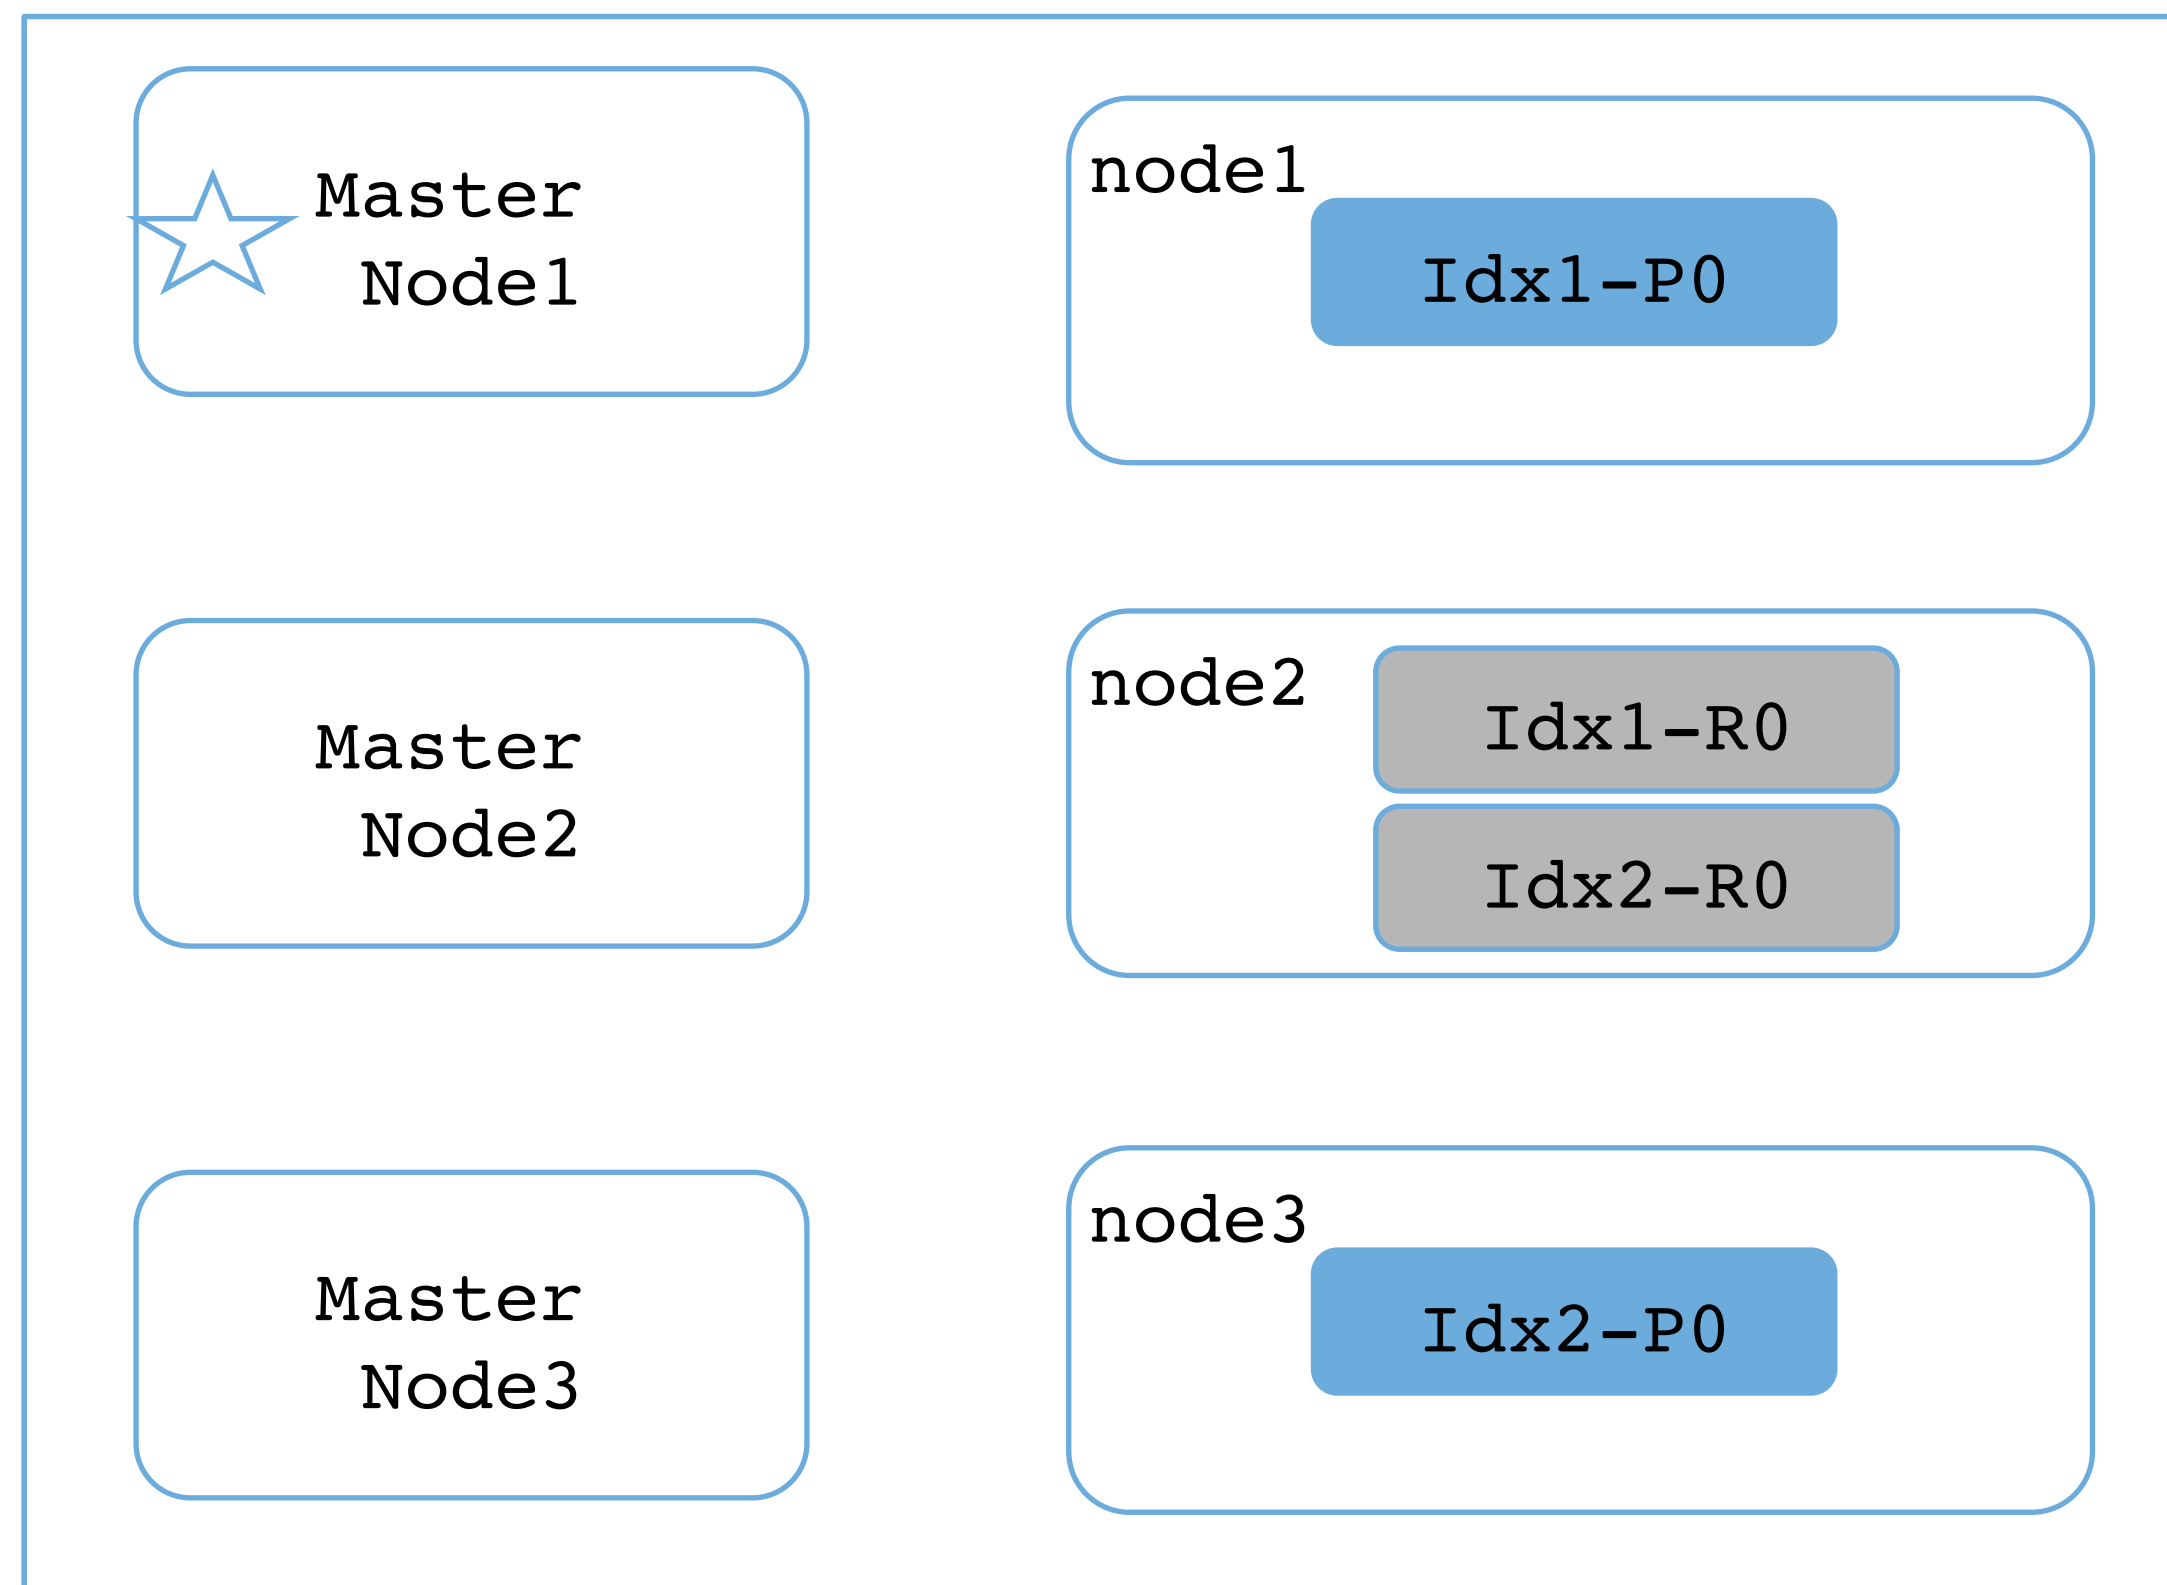 Master
Node1
node1
Idx1-P0
Master
Node2
node2
Idx1-R0
Idx2-R0
Master
Node3
node3
Idx2-P0